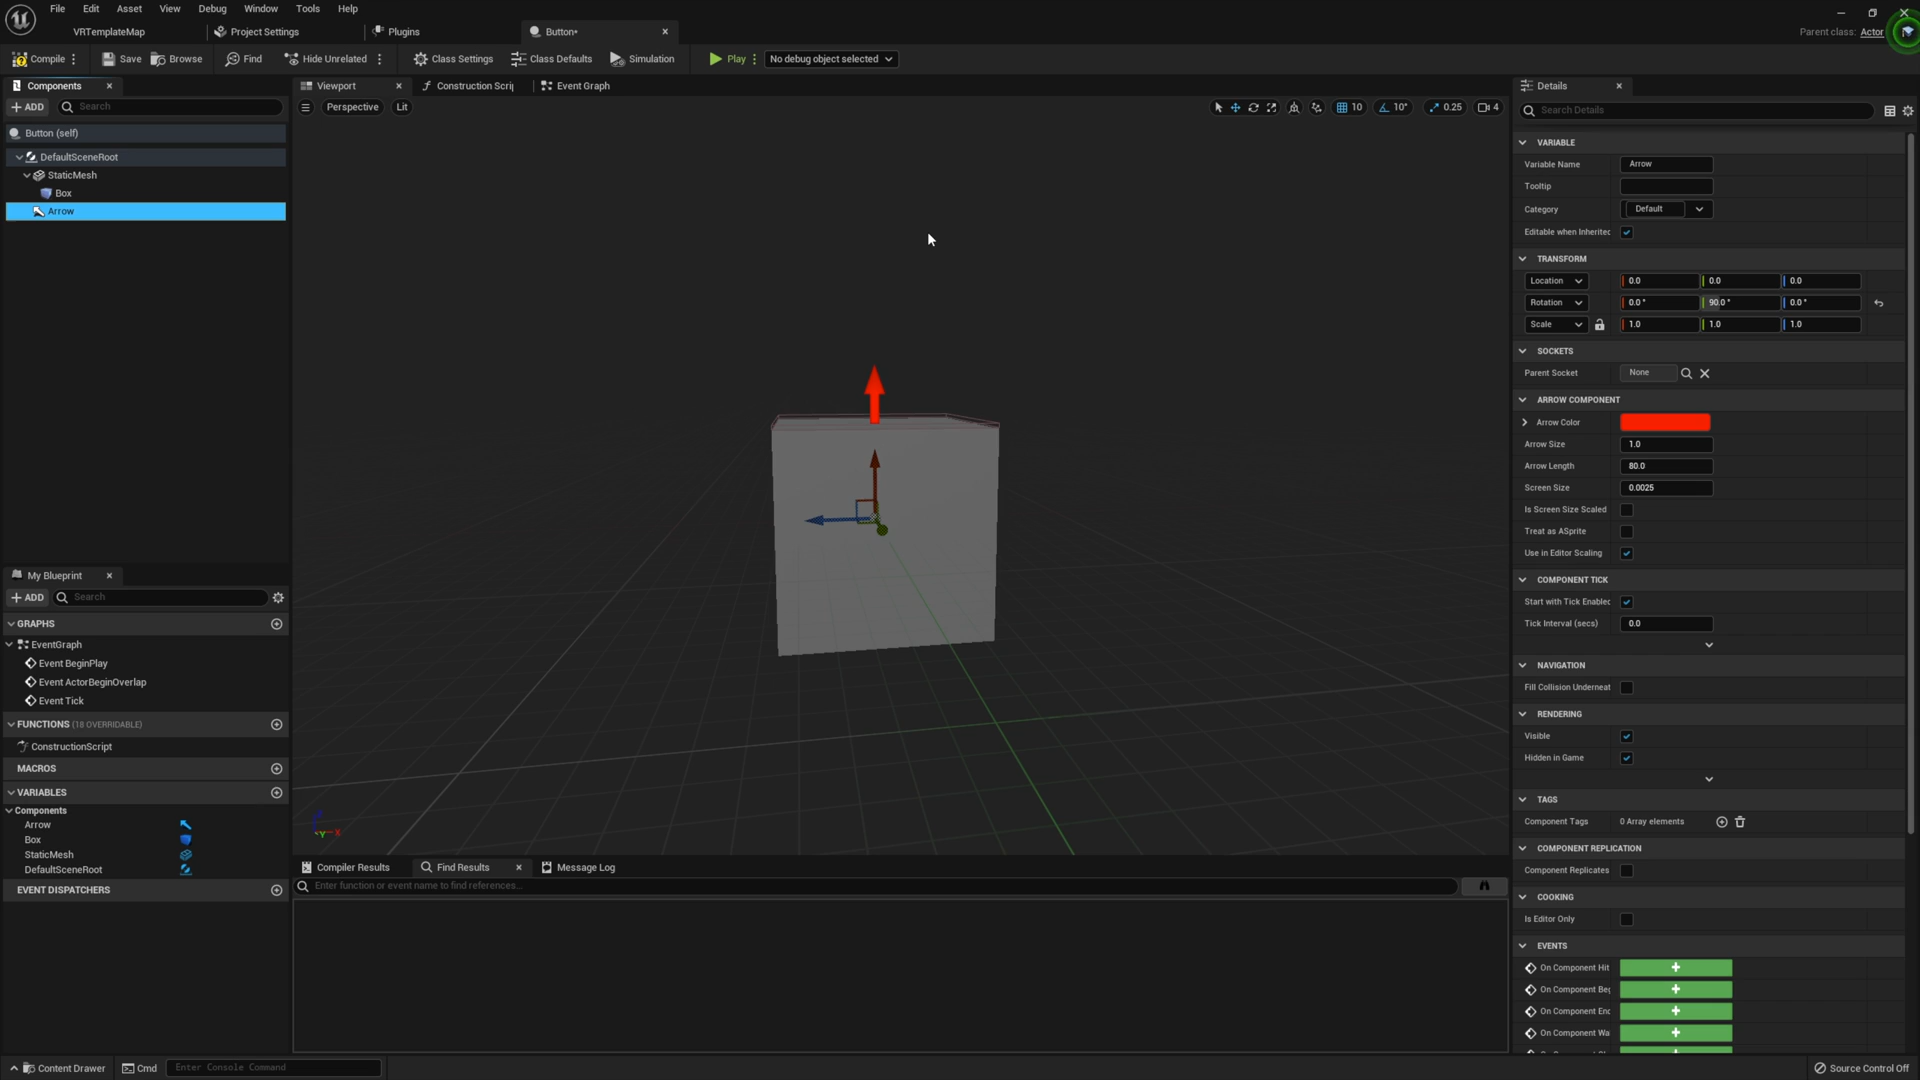 File Edit Asset View Debug Window Tools Help
VRTemplateMap Project Settings Plugins Button*
Parent class: Actor
Compile Save Browse Find Hide Unrelated Class Settings Class Defaults Simulation Play No debug object selected
Components
ADD Search
Button (self)
DefaultSceneRoot
StaticMesh
Box
Arrow
My Blueprint
ADD Search
GRAPHS
EventGraph
Event BeginPlay
Event ActorBeginOverlap
Event Tick
FUNCTIONS (18 OVERRIDABLE)
ConstructionScript
MACROS
VARIABLES
Components
Arrow
Box
StaticMesh
DefaultSceneRoot
EVENT DISPATCHERS
Viewport Construction Scrip Event Graph
Perspective Lit 10 10° 0.25 4
Y X
Compiler Results Find Results Message Log
Enter function or event name to find references...
Details
Search Details
VARIABLE
Variable Name Arrow
Tooltip
Category Default
Editable when Inherited
TRANSFORM
Location 0.0 0.0 0.0
Rotation 0.0 ° 90.0 ° 0.0 °
Scale 1.0 1.0 1.0
SOCKETS
Parent Socket None
ARROW COMPONENT
Arrow Color
Arrow Size 1.0
Arrow Length 80.0
Screen Size 0.0025
Is Screen Size Scaled
Treat as ASprite
Use in Editor Scaling
COMPONENT TICK
Start with Tick Enabled
Tick Interval (secs) 0.0
NAVIGATION
Fill Collision Underneat
RENDERING
Visible
Hidden in Game
TAGS
Component Tags 0 Array elements
COMPONENT REPLICATION
Component Replicates
COOKING
Is Editor Only
EVENTS
On Component Hit
On Component Beg
On Component End
On Component Wa
Content Drawer Cmd Enter Console Command Source Control Off